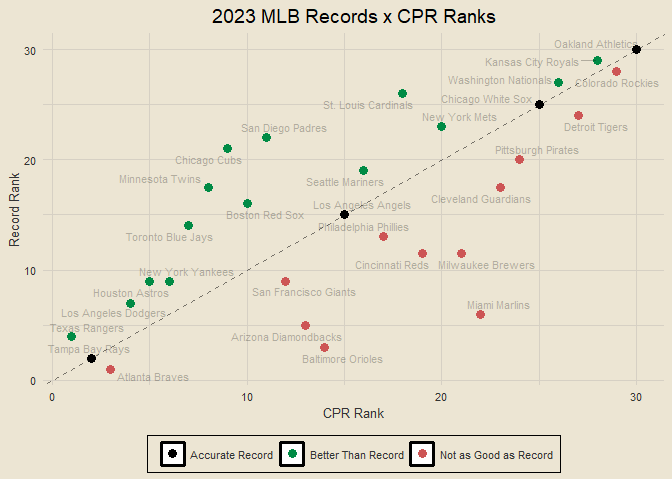 2023 MLB Records x CPR Ranks
Oakland Athletics
Kansas City Royals
Colorado Rockies
Washington Nationals
Chicago White Sox
St. Louis Cardinals
New York Mets
Detroit Tigers
San Diego Padres
Chicago Cubs
Pittsburgh Pirates
Minnesota Twins
Seattle Mariners
Cleveland Guardians
Boston Red Sox
Los Angeles Angels
Toronto Blue Jays
Philadelphia Phillies
New York Yankees
Cincinnati Reds
Milwaukee Brewers
Houston Astros
San Francisco Giants
Los Angeles Dodgers
Miami Marlins
Texas Rangers
Arizona Diamondbacks
Tampa Bay Rays
Baltimore Orioles
Atlanta Braves
30
20
10
0
Record Rank
0
10
20
30
CPR Rank
Accurate Record
Better Than Record
Not as Good as Record